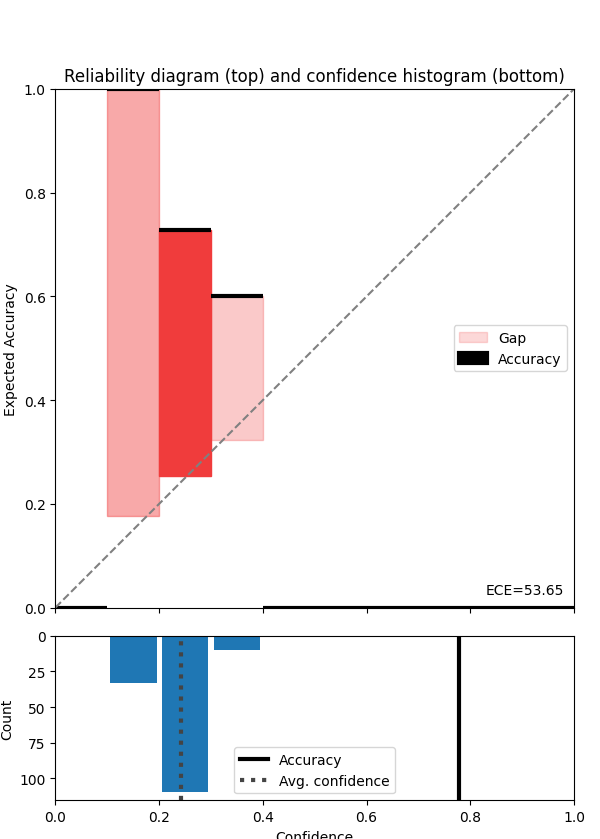 Reliability diagram (top) and confidence histogram (bottom)
1.0
0.8
0.6
0.4
0.2
0.0
Expected Accuracy
Gap
Accuracy
ECE=53.65
0
25
50
75
100
Count
Accuracy
Avg. confidence
0.0 0.2 0.4 0.6 0.8 1.0
Confidence